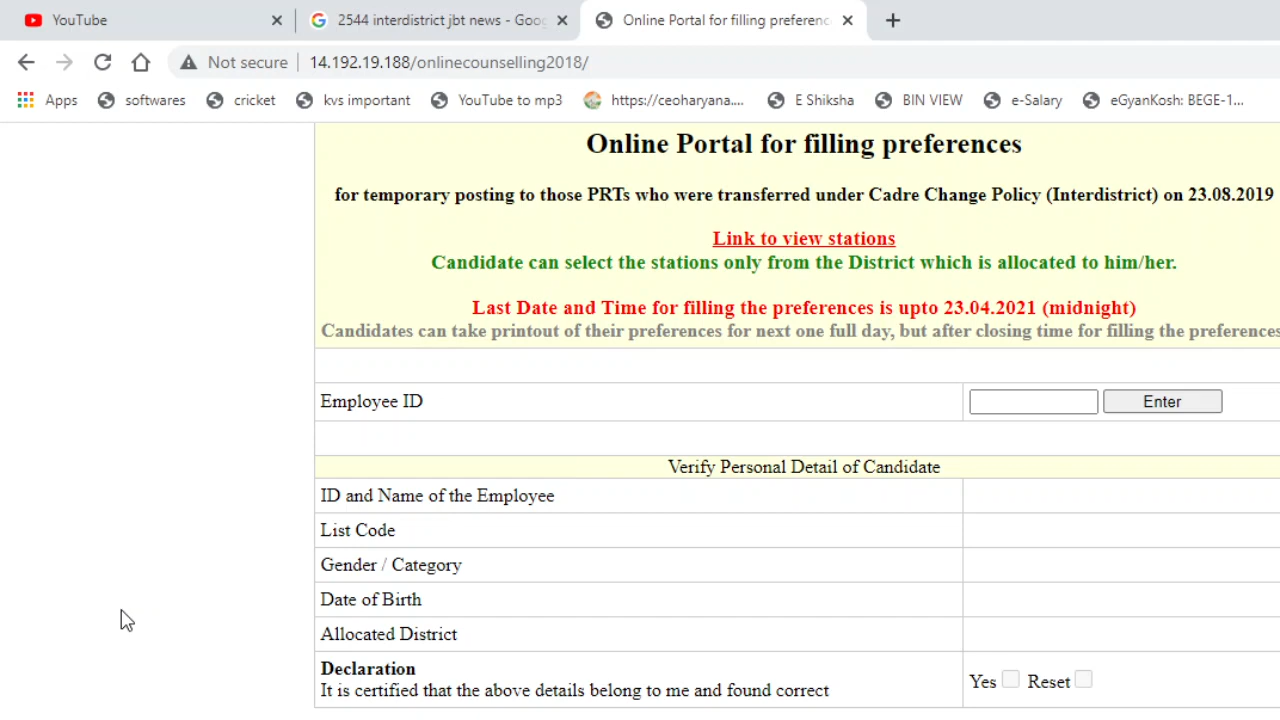 YouTube
2544 interdistrict jbt news - Goo
Online Portal for filling preferenc
Not secure
14.192.19.188/onlinecounselling2018/
Apps
softwares
cricket
kvs important
YouTube to mp3
https://ceoharyana....
E Shiksha
BIN VIEW
e-Salary
eGyanKosh: BEGE-1...
Online Portal for filling preferences
for temporary posting to those PRTs who were transferred under Cadre Change Policy (Interdistrict) on 23.08.2019
Link to view stations
Candidate can select the stations only from the District which is allocated to him/her.
Last Date and Time for filling the preferences is upto 23.04.2021 (midnight)
Candidates can take printout of their preferences for next one full day, but after closing time for filling the preferences
Employee ID
Enter
Verify Personal Detail of Candidate
ID and Name of the Employee
List Code
Gender / Category
Date of Birth
Allocated District
Declaration
It is certified that the above details belong to me and found correct
Yes Reset